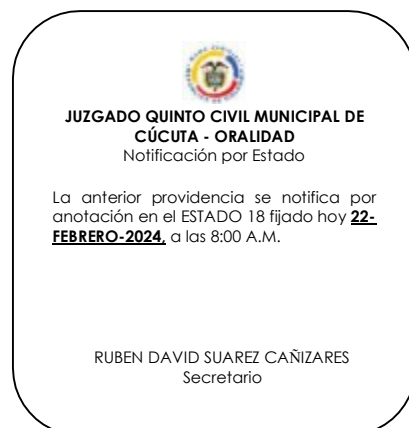 JUZGADO QUINTO CIVIL MUNICIPAL DE
CÚCUTA - ORALIDAD
Notificación por Estado
La anterior providencia se notifica por
anotación en el ESTADO 18 fijado hoy 22-
FEBRERO-2024, a las 8:00 A.M.
RUBEN DAVID SUAREZ CAÑIZARES
Secretario